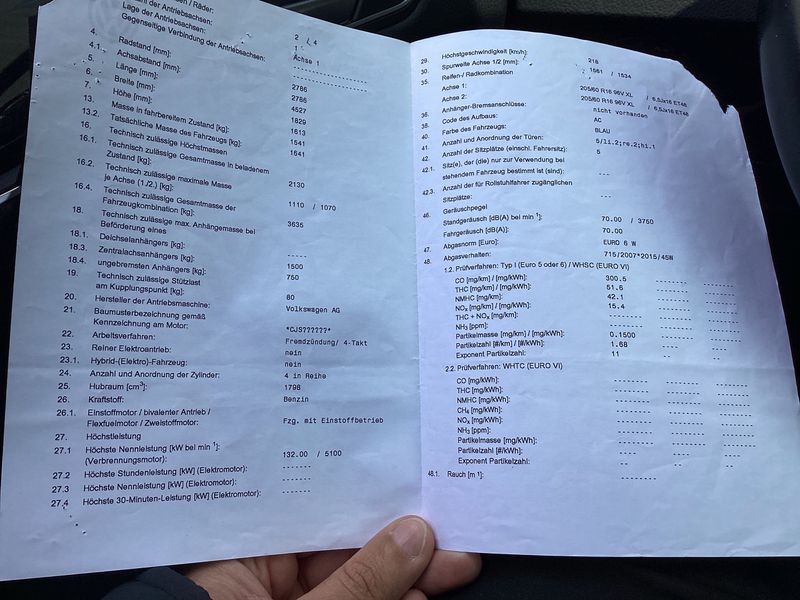 Lage der Antriebsachsen: 2 / 4
Gegenseitige Verbindung der Antriebsachsen: 1
Achse 1
4. Radstand [mm]: 2786
4.1. Achsabstand [mm]: 2786
5. Länge [mm]: 4527
6. Breite [mm]: 1829
7. Höhe [mm]: 1613
13. Masse in fahrbereitem Zustand [kg]: 1541
13.2. Tatsächliche Masse des Fahrzeugs [kg]: 1641
16. Technisch zulässige Höchstmassen
16.1. Technisch zulässige Gesamtmasse in beladenem
Zustand [kg]: 2130
16.2. Technisch zulässige maximale Masse
je Achse (1./2.) [kg]: 1110 / 1070
16.4. Technisch zulässige Gesamtmasse der
Fahrzeugkombination [kg]: 3635
18. Technisch zulässige max. Anhängemasse bei
Beförderung eines
18.1. Deichselanhängers [kg]: -----
18.3. Zentralachsanhängers [kg]: 1500
18.4. ungebremsten Anhängers [kg]: 750
19. Technisch zulässige Stützlast
am Kupplungspunkt [kg]: 80
20. Hersteller der Antriebsmaschine: Volkswagen AG
21. Baumusterbezeichnung gemäß
Kennzeichnung am Motor: *CJS??????*
22. Arbeitsverfahren: Fremdzündung/ 4-Takt
23. Reiner Elektroantrieb: nein
23.1. Hybrid-(Elektro)-Fahrzeug: nein
24. Anzahl und Anordnung der Zylinder: 4 in Reihe
25. Hubraum [cm³]: 1798
26. Kraftstoff: Benzin
26.1. Einstoffmotor / bivalenter Antrieb /
Flexfuelmotor / Zweistoffmotor: Fzg. mit Einstoffbetrieb
27. Höchstleistung
27.1 Höchste Nennleistung [kW bei min⁻¹]:
(Verbrennungsmotor): 132.00 / 5100
27.2 Höchste Stundenleistung [kW] (Elektromotor): ------
27.3 Höchste Nennleistung [kW] (Elektromotor): ------
27.4 Höchste 30-Minuten-Leistung [kW] (Elektromotor): ------
29. Höchstgeschwindigkeit [km/h]: 218
30. Spurweite Achse 1/2 [mm]: 1561 / 1534
35. Reifen-/ Radkombination
Achse 1: 205/60 R16 96V XL / 6,5Jx16 ET48
Achse 2: 205/60 R16 96V XL / 6,5Jx16 ET48
36. Anhänger-Bremsanschlüsse: nicht vorhanden
38. Code des Aufbaus: AC
40. Farbe des Fahrzeugs: BLAU
41. Anzahl und Anordnung der Türen: 5/li.2;re.2;hi.1
42. Anzahl der Sitzplätze (einschl. Fahrersitz): 5
42.1. Sitz(e), der (die) nur zur Verwendung bei
stehendem Fahrzeug bestimmt ist (sind): ---
42.3. Anzahl der für Rollstuhlfahrer zugänglichen
Sitzplätze: ---
46. Geräuschpegel
Standgeräusch [dB(A) bei min⁻¹]: 70.00 / 3750
Fahrgeräusch [dB(A)]: 70.00
47. Abgasnorm [Euro]: EURO 6 W
48. Abgasverhalten: 715/2007*2015/45W
1.2. Prüfverfahren: Typ I (Euro 5 oder 6) / WHSC (EURO VI)
CO [mg/km] / [mg/kWh]: 300.5
THC [mg/km] / [mg/kWh]: 51.6
NMHC [mg/km]: 42.1
NOₓ [mg/km] / [mg/kWh]: 15.4
THC + NOₓ [mg/km]:
NH₃ [ppm]:
Partikelmasse [mg/km] / [mg/kWh]: 0.1500
Partikelzahl [#/km] / [#/kWh]: 1.68
Exponent Partikelzahl: 11
2.2. Prüfverfahren: WHTC (EURO VI)
CO [mg/kWh]:
THC [mg/kWh]:
NMHC [mg/kWh]:
CH₄ [mg/kWh]:
NOₓ [mg/kWh]:
NH₃ [ppm]:
Partikelmasse [mg/kWh]:
Partikelzahl [#/kWh]:
Exponent Partikelzahl:
48.1. Rauch [m⁻¹]: -------